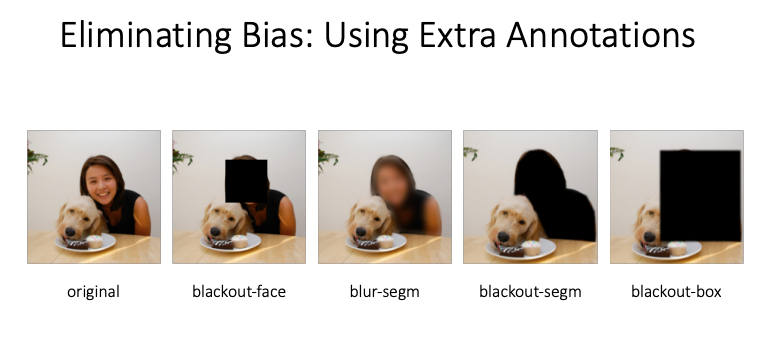 Eliminating Bias: Using Extra Annotations
original blackout-face blur-segm blackout-segm blackout-box